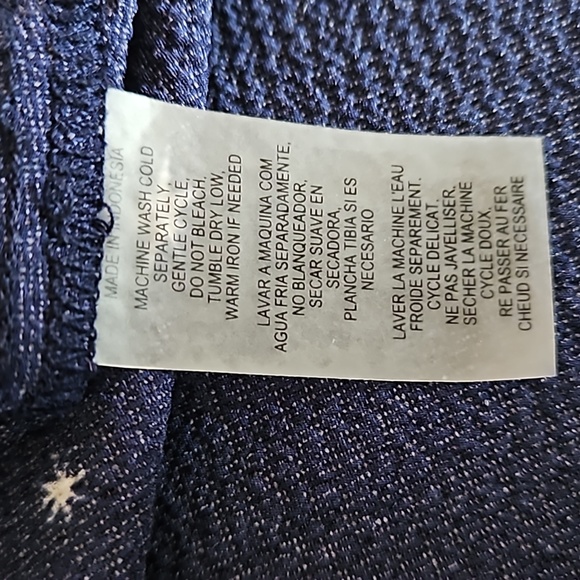 MADE IN INDONESIA
MACHINE WASH COLD
SEPARATELY,
GENTLE CYCLE,
DO NOT BLEACH.
TUMBLE DRY LOW,
WARM IRON IF NEEDED
LAVAR A MAQUINA COM
AGUA FRIA SEPARADAMENTE,
NO BLANQUEADOR,
SECAR SUAVE EN
SECADORA,
PLANCHA TIBIA SI ES
NECESARIO
LAVER LA MACHINE L'EAU
FROIDE SEPAREMENT.
CYCLE DELICAT.
NE PAS JAVELLISER.
SECHER LA MACHINE
CYCLE DOUX,
RE PASSER AU FER
CHEUD SI NECESSAIRE